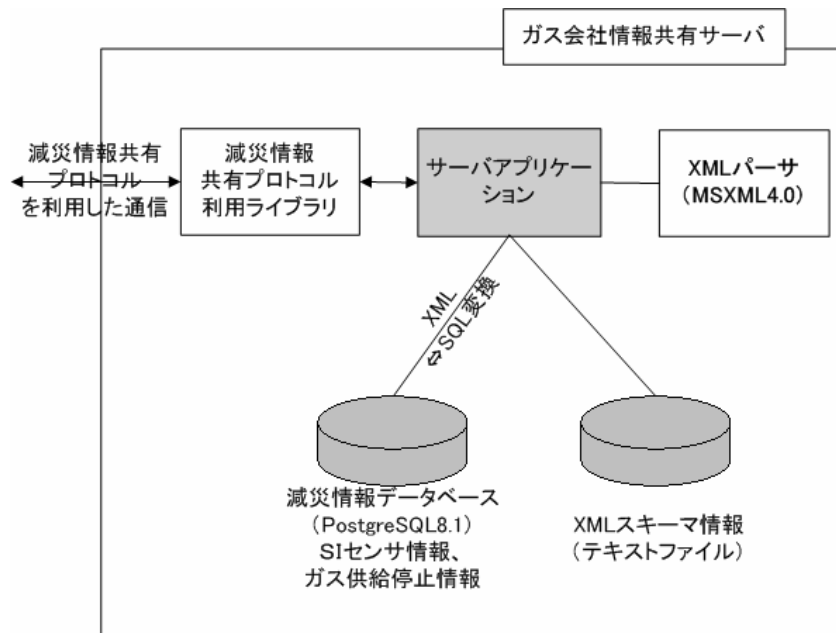 ガス会社情報共有サーバ
減災情報共有
プロトコル
を利用した通信
減災情報
共有プロトコル
利用ライブラリ
サーバアプリケー
ション
XMLパーサ
（MSXML4.0）
XML
⇔SQL変換
減災情報データベース
（PostgreSQL8.1）
SIセンサ情報、
ガス供給停止情報
XMLスキーマ情報
（テキストファイル）